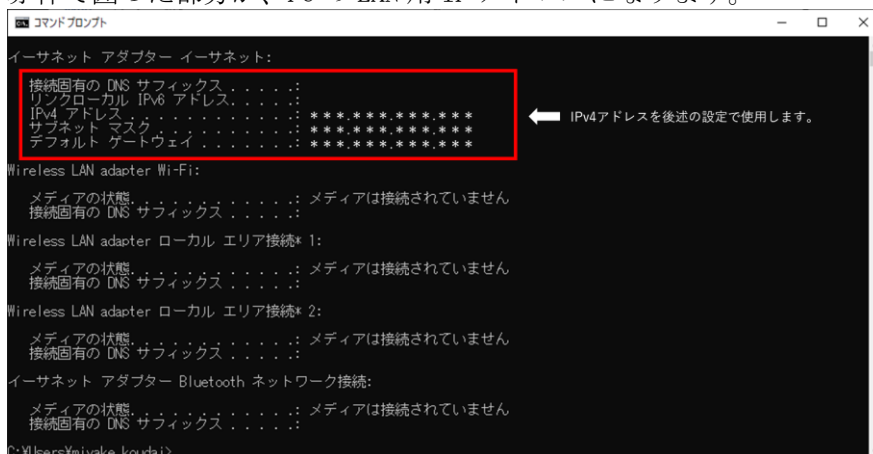 コマンド プロンプト
イーサネット アダプター イーサネット:
接続固有の DNS サフィックス . . . . .:
リンクローカル IPv6 アドレス. . . . .:
IPv4 アドレス . . . . . . . . . . . .: ***.***.***.***
サブネット マスク . . . . . . . . . .: ***.***.***.***
デフォルト ゲートウェイ . . . . . . .: ***.***.***.***
IPv4アドレスを後述の設定で使用します。
Wireless LAN adapter Wi-Fi:
メディアの状態. . . . . . . . . . . .: メディアは接続されていません
接続固有の DNS サフィックス . . . . .:
Wireless LAN adapter ローカル エリア接続* 1:
メディアの状態. . . . . . . . . . . .: メディアは接続されていません
接続固有の DNS サフィックス . . . . .:
Wireless LAN adapter ローカル エリア接続* 2:
メディアの状態. . . . . . . . . . . .: メディアは接続されていません
接続固有の DNS サフィックス . . . . .:
イーサネット アダプター Bluetooth ネットワーク接続:
メディアの状態. . . . . . . . . . . .: メディアは接続されていません
接続固有の DNS サフィックス . . . . .:
C:¥Users¥miyake.koudai>